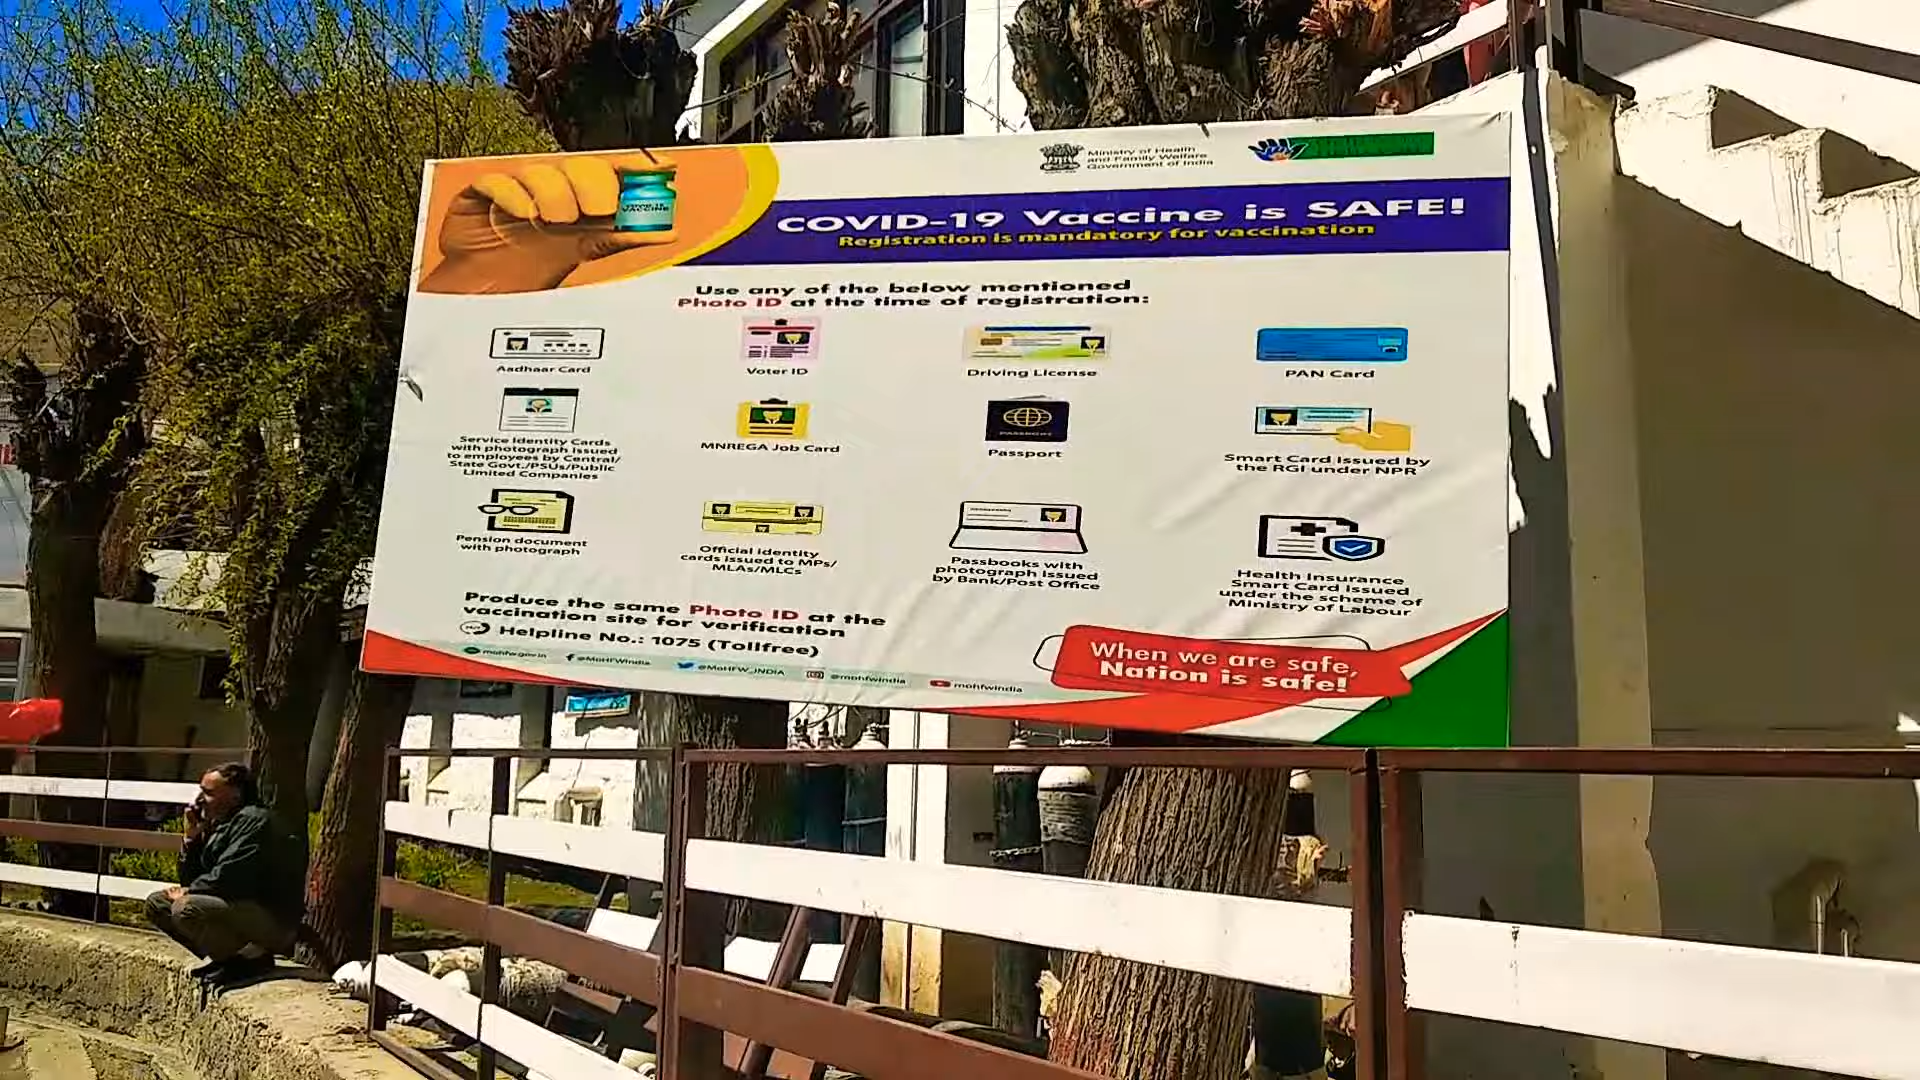 Ministry of Health
and Family Welfare
Government of India
COVID-19
VACCINE
COVID-19 Vaccine is SAFE!
Registration is mandatory for vaccination
Use any of the below mentioned
Photo ID at the time of registration:
Aadhaar Card
Voter ID
Driving License
PAN Card
Service Identity Cards
with photograph issued
to employees by Central/
State Govt./PSUs/Public
Limited Companies
MNREGA Job Card
PASSPORT
Passport
Smart Card issued by
the RGI under NPR
Pension document
with photograph
Official identity
cards issued to MPs/
MLAs/MLCs
Passbooks with
photograph issued
by Bank/Post Office
Health Insurance
Smart Card issued
under the scheme of
Ministry of Labour
Produce the same Photo ID at the
vaccination site for verification
Helpline No.: 1075 (Tollfree)
mohfw.gov.in @MoHFWIndia @MoHFW_INDIA @mohfwindia mohfwindia
When we are safe,
Nation is safe!